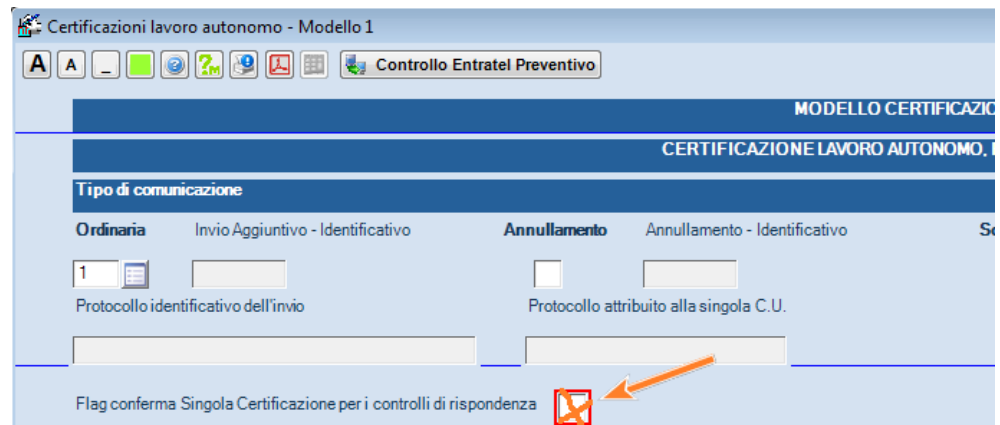 Certificazioni lavoro autonomo - Modello 1
A A _ ? ?M Controllo Entratel Preventivo
MODELLO CERTIFICAZIO
CERTIFICAZIONE LAVORO AUTONOMO,
Tipo di comunicazione
Ordinaria Invio Aggiuntivo - Identificativo Annullamento Annullamento - Identificativo
1
Protocollo identificativo dell'invio Protocollo attribuito alla singola C.U.
Flag conferma Singola Certificazione per i controlli di rispondenza